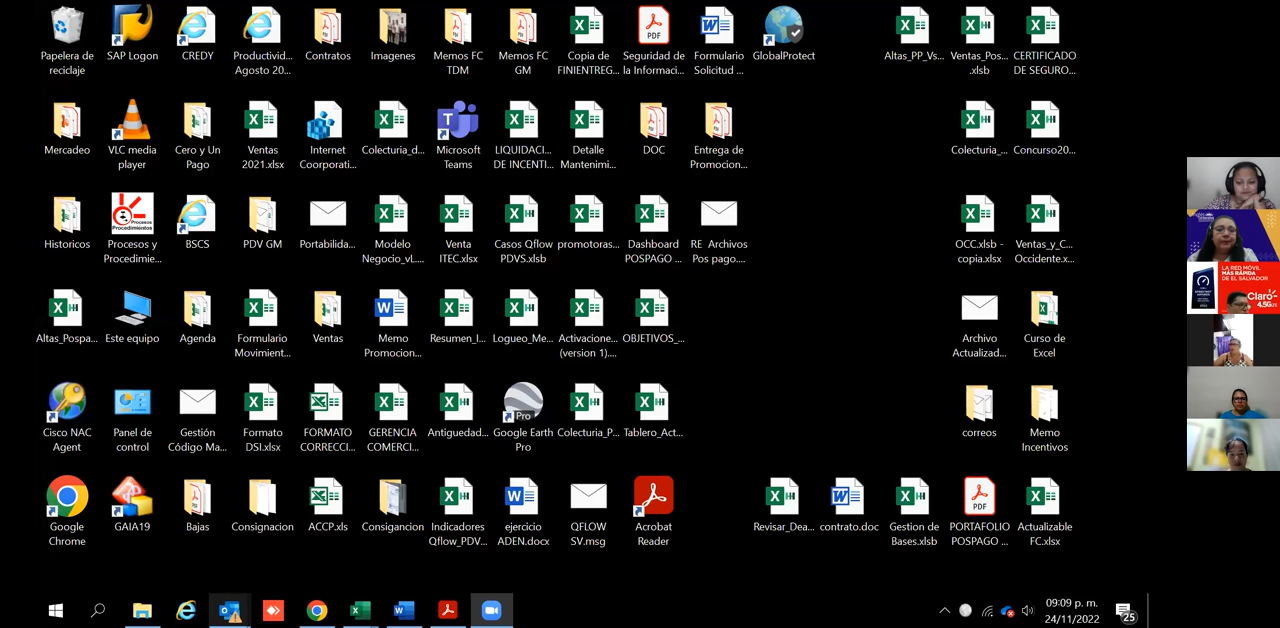 Papelera de
reciclaje
SAP Logon
CREDY
Productivid...
Agosto 20...
Contratos
Imagenes
Memos FC
TDM
Memos FC
GM
Copia de
FINIENTREG...
Seguridad de
la Informaci...
Formulario
Solicitud ...
GlobalProtect
Altas_PP_Vs...
Ventas_Pos...
.xlsb
CERTIFICADO
DE SEGURO...
Mercadeo
VLC media
player
Cero y Un
Pago
Ventas
2021.xlsx
Internet
Coorporati...
Colecturia_d...
Microsoft
Teams
LIQUIDACI...
DE INCENTI...
Detalle
Mantenimi...
DOC
Entrega de
Promocion...
Colecturia_...
Concurso20...
Historicos
Procesos y
Procedimie...
BSCS
PDV GM
Portabilida...
Modelo
Negocio_vL...
Venta
ITEC.xlsx
Casos Qflow
PDVS.xlsb
promotoras...
Dashboard
POSPAGO ...
RE Archivos
Pos pago....
OCC.xlsb -
copia.xlsx
Ventas_y_C...
Occidente.x...
Altas_Pospa...
Este equipo
Agenda
Formulario
Movimient...
Ventas
Memo
Promocion...
Resumen_I...
Logueo_Me...
Activacione...
(version 1)....
OBJETIVOS_...
Archivo
Actualizad...
Curso de
Excel
Cisco NAC
Agent
Panel de
control
Gestión
Código Ma...
Formato
DSI.xlsx
FORMATO
CORRECCI...
GERENCIA
COMERCI...
Antiguedad...
Pro
Google Earth
Pro
Colecturia_P...
Tablero_Act...
correos
Memo
Incentivos
Google
Chrome
GAIA19
Bajas
Consignacion
ACCP.xls
Consigancion
Indicadores
Qflow_PDV...
ejercicio
ADEN.docx
QFLOW
SV.msg
Acrobat
Reader
Revisar_Dea...
contrato.doc
Gestion de
Bases.xlsb
PORTAFOLIO
POSPAGO ...
Actualizable
FC.xlsx
LA RED MÓVIL
MÁS RÁPIDA
DE EL SALVADOR
Claro
4.5G
09:09 p. m.
24/11/2022
25